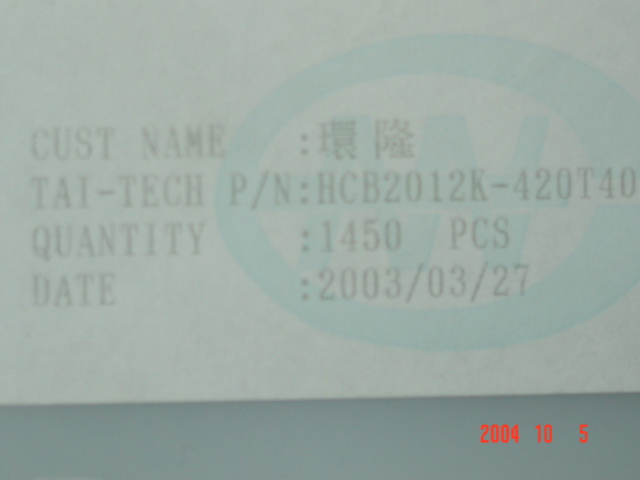 CUST NAME :環隆
TAI-TECH P/N:HCB2012K-420T40
QUANTITY :1450 PCS
DATE :2003/03/27
2004 10 5